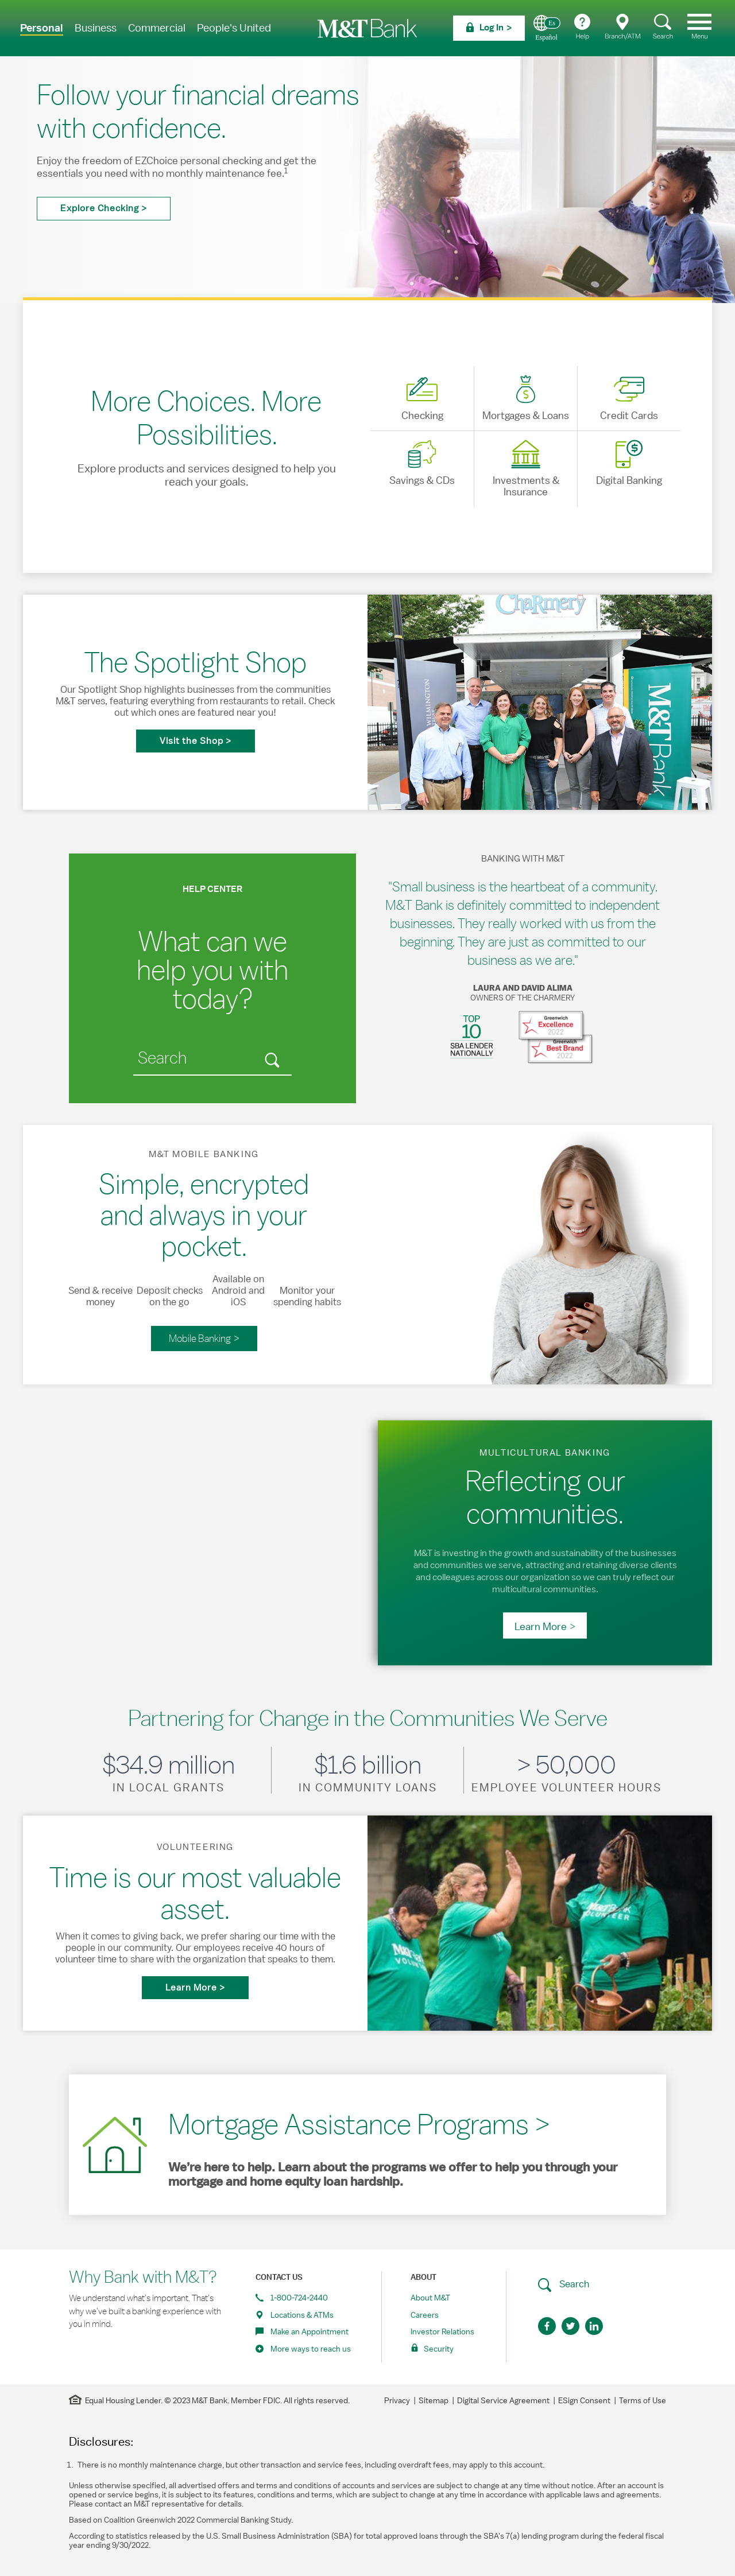 Personal Business Commercial People's United
M&T Bank
Log In >
Es
Español
Help
Branch/ATM
Search
Menu
Follow your financial dreams
with confidence.
Enjoy the freedom of EZChoice personal checking and get the
essentials you need with no monthly maintenance fee.1
Explore Checking >
More Choices. More
Possibilities.
Explore products and services designed to help you
reach your goals.
Checking
Mortgages & Loans
Credit Cards
Savings & CDs
Investments &
Insurance
Digital Banking
The Spotlight Shop
Our Spotlight Shop highlights businesses from the communities
M&T serves, featuring everything from restaurants to retail. Check
out which ones are featured near you!
Visit the Shop >
Charmery
WILMINGTON
M&T Bank
HELP CENTER
What can we
help you with
today?
Search
BANKING WITH M&T
"Small business is the heartbeat of a community.
M&T Bank is definitely committed to independent
businesses. They really worked with us from the
beginning. They are just as committed to our
business as we are."
LAURA AND DAVID ALIMA
OWNERS OF THE CHARMERY
TOP
10
SBA LENDER
NATIONALLY
Greenwich
Excellence
2022
Greenwich
Best Brand
2022
M&T MOBILE BANKING
Simple, encrypted
and always in your
pocket.
Send & receive
money
Deposit checks
on the go
Available on
Android and
iOS
Monitor your
spending habits
Mobile Banking >
MULTICULTURAL BANKING
Reflecting our
communities.
M&T is investing in the growth and sustainability of the businesses
and communities we serve, attracting and retaining diverse clients
and colleagues across our organization so we can truly reflect our
multicultural communities.
Learn More >
Partnering for Change in the Communities We Serve
$34.9 million
IN LOCAL GRANTS
$1.6 billion
IN COMMUNITY LOANS
> 50,000
EMPLOYEE VOLUNTEER HOURS
VOLUNTEERING
Time is our most valuable
asset.
When it comes to giving back, we prefer sharing our time with the
people in our community. Our employees receive 40 hours of
volunteer time to share with the organization that speaks to them.
Learn More >
VOLUNTEER
Mortgage Assistance Programs >
We're here to help. Learn about the programs we offer to help you through your
mortgage and home equity loan hardship.
Why Bank with M&T?
We understand what's important. That's
why we've built a banking experience with
you in mind.
CONTACT US
1-800-724-2440
Locations & ATMs
Make an Appointment
More ways to reach us
ABOUT
About M&T
Careers
Investor Relations
Security
Search
Equal Housing Lender. © 2023 M&T Bank. Member FDIC. All rights reserved.
Privacy | Sitemap | Digital Service Agreement | ESign Consent | Terms of Use
Disclosures:
1. There is no monthly maintenance charge, but other transaction and service fees, including overdraft fees, may apply to this account.
Unless otherwise specified, all advertised offers and terms and conditions of accounts and services are subject to change at any time without notice. After an account is
opened or service begins, it is subject to its features, conditions and terms, which are subject to change at any time in accordance with applicable laws and agreements.
Please contact an M&T representative for details.
Based on Coalition Greenwich 2022 Commercial Banking Study.
According to statistics released by the U.S. Small Business Administration (SBA) for total approved loans through the SBA's 7(a) lending program during the federal fiscal
year ending 9/30/2022.